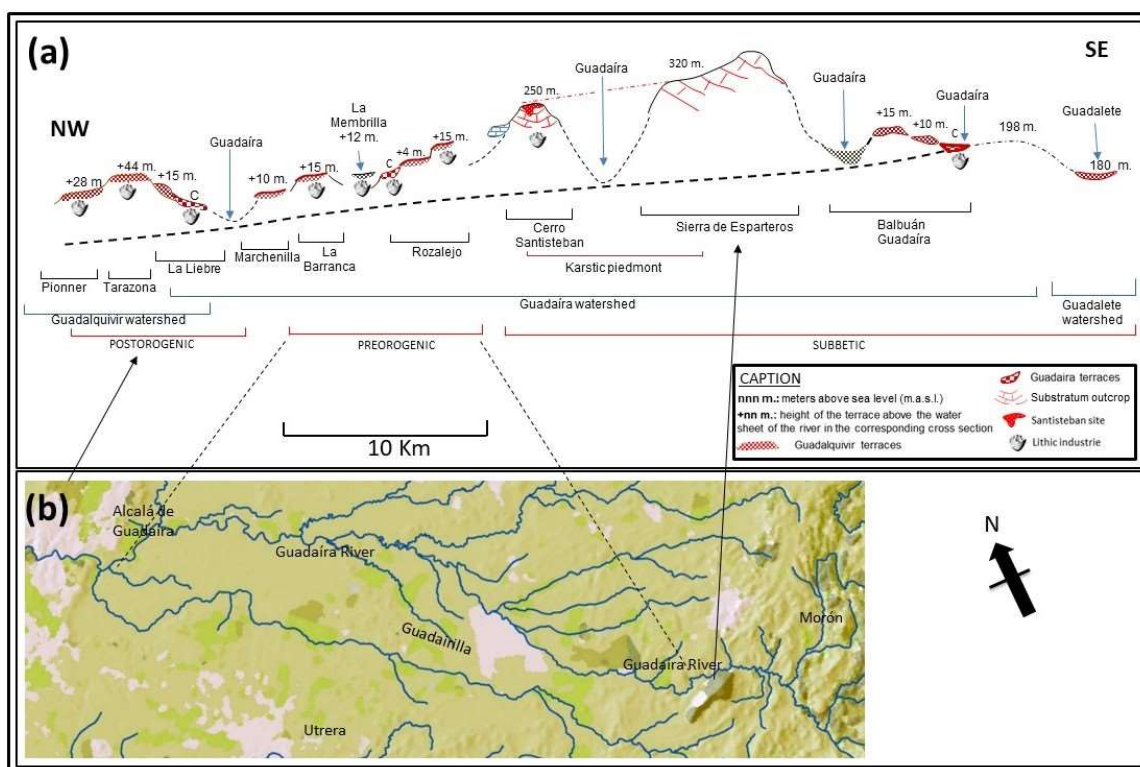 (a)
NW
SE
+28 m
+44 m.
+15 m.
C
Guadaíra
+10 m.
+15 m.
La
Membrilla
+12 m.
C
+4 m.
+15 m.
250 m.
Guadaíra
320 m.
Guadaíra
+15 m.
+10 m.
Guadaíra
C
198 m.
Guadalete
180 m.
Pionner
Tarazona
La Liebre
Marchenilla
La
Barranca
Rozalejo
Cerro
Santisteban
Karstic piedmont
Sierra de Esparteros
Balbuán
Guadaíra
Guadalquivir watershed
Guadaíra watershed
Guadalete
watershed
POSTOROGENIC
PREOROGENIC
SUBBETIC
10 Km
CAPTION
nnn m.: meters above sea level (m.a.s.l.)
+nn m.: height of the terrace above the water
sheet of the river in the corresponding cross section
Guadalquivir terraces
Guadaira terraces
Substratum outcrop
Santisteban site
Lithic industrie
(b)
Alcalá de
Guadaíra
Guadaíra River
Guadairilla
Guadaíra River
Morón
Utrera
N